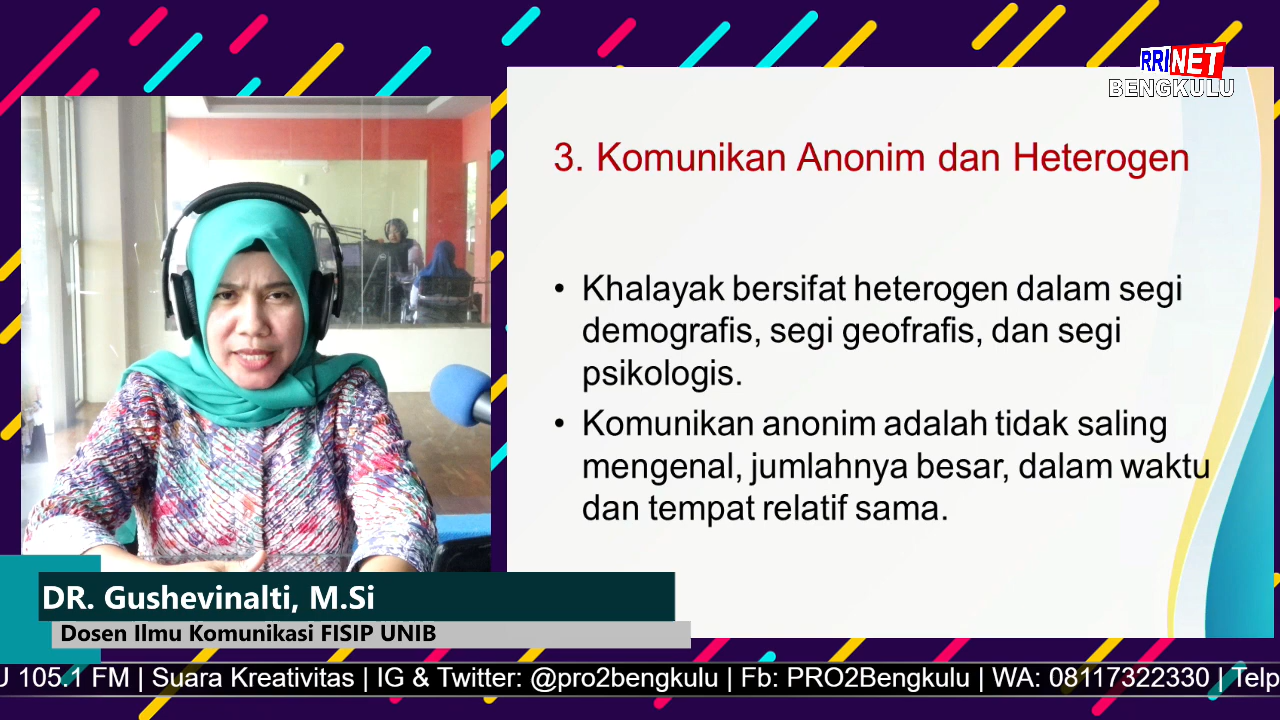 RRI NET
BENGKULU
3. Komunikan Anonim dan Heterogen
• Khalayak bersifat heterogen dalam segi
demografis, segi geofrafis, dan segi
psikologis.
• Komunikan anonim adalah tidak saling
mengenal, jumlahnya besar, dalam waktu
dan tempat relatif sama.
DR. Gushevinalti, M.Si
Dosen Ilmu Komunikasi FISIP UNIB
U 105.1 FM | Suara Kreativitas | IG & Twitter: @pro2bengkulu | Fb: PRO2Bengkulu | WA: 08117322330 | Telp